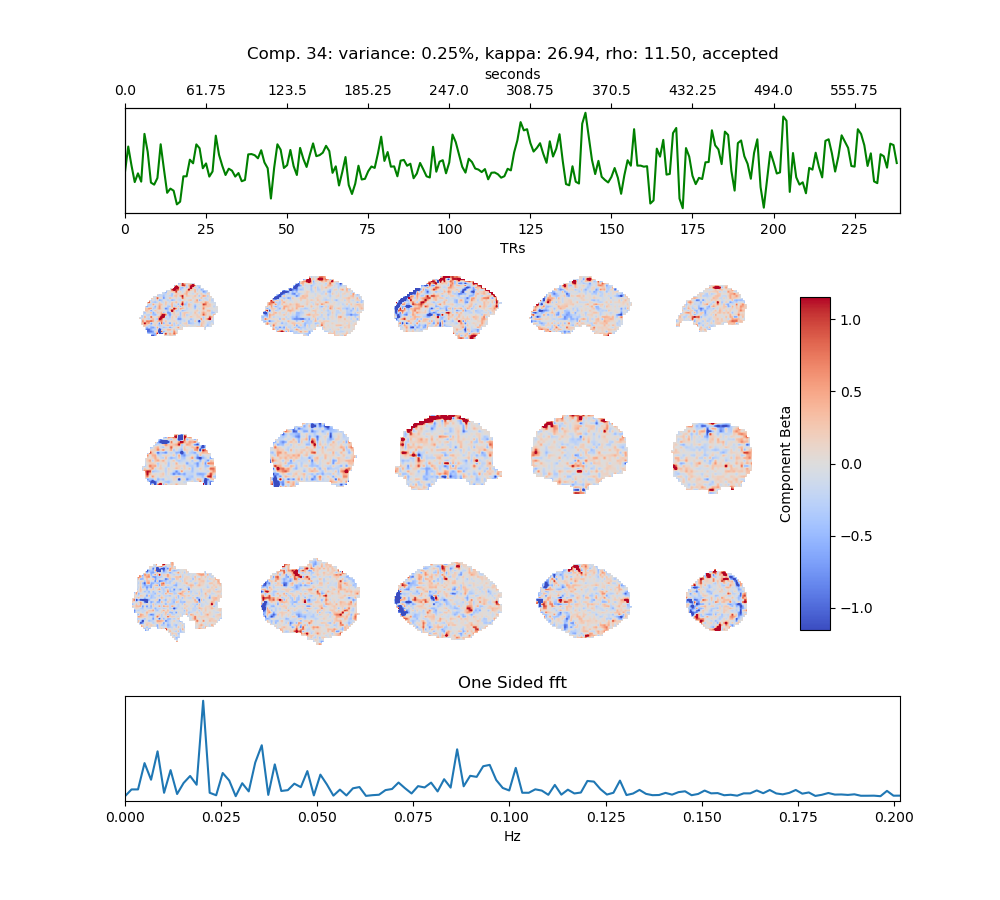 Comp. 34: variance: 0.25%, kappa: 26.94, rho: 11.50, accepted
seconds
0.0 61.75 123.5 185.25 247.0 308.75 370.5 432.25 494.0 555.75
0 25 50 75 100 125 150 175 200 225
TRs
1.0
0.5
0.0
−0.5
−1.0
Component Beta
One Sided fft
0.000 0.025 0.050 0.075 0.100 0.125 0.150 0.175 0.200
Hz